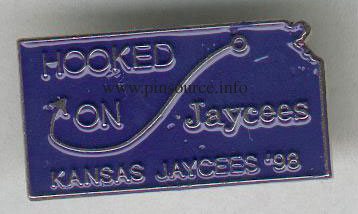 HOOKED
www.pinsource.info
ON Jaycees
KANSAS JAYCEES '98